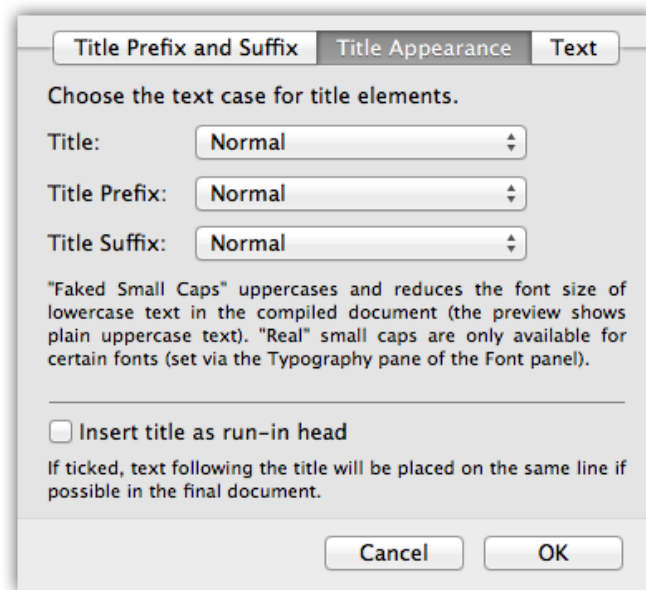 Title Prefix and Suffix Title Appearance Text
Choose the text case for title elements.
Title: Normal
Title Prefix: Normal
Title Suffix: Normal
"Faked Small Caps" uppercases and reduces the font size of
lowercase text in the compiled document (the preview shows
plain uppercase text). "Real" small caps are only available for
certain fonts (set via the Typography pane of the Font panel).
Insert title as run-in head
If ticked, text following the title will be placed on the same line if
possible in the final document.
Cancel OK